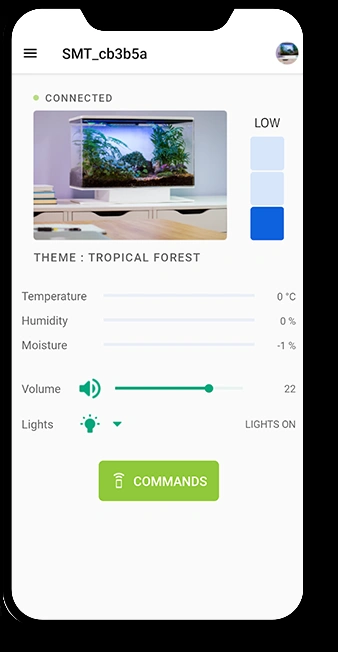 SMT_cb3b5a
CONNECTED
LOW
THEME : TROPICAL FOREST
Temperature 0 °C
Humidity 0 %
Moisture -1 %
Volume 22
Lights LIGHTS ON
COMMANDS